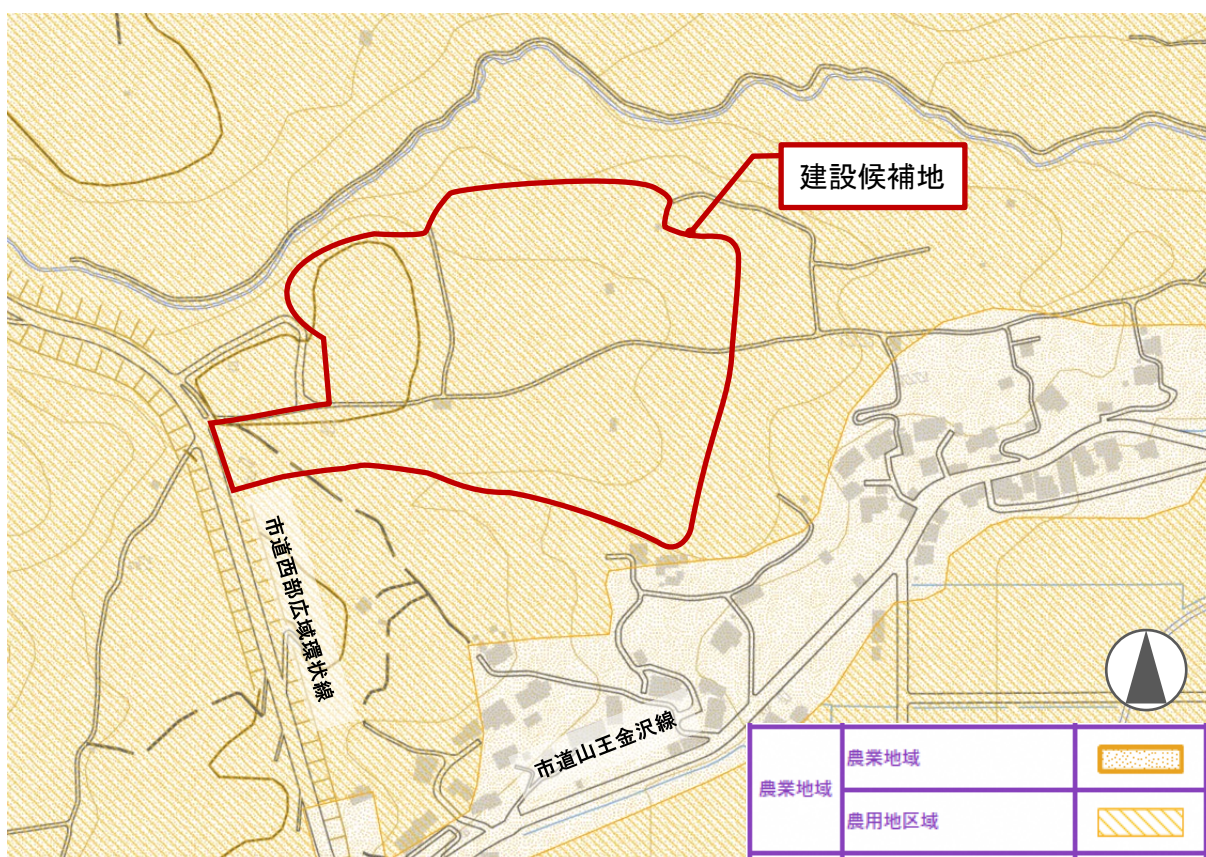 建設候補地
市道西部広域環状線
市道山王金沢線
農業地域
農業地域
農用地区域